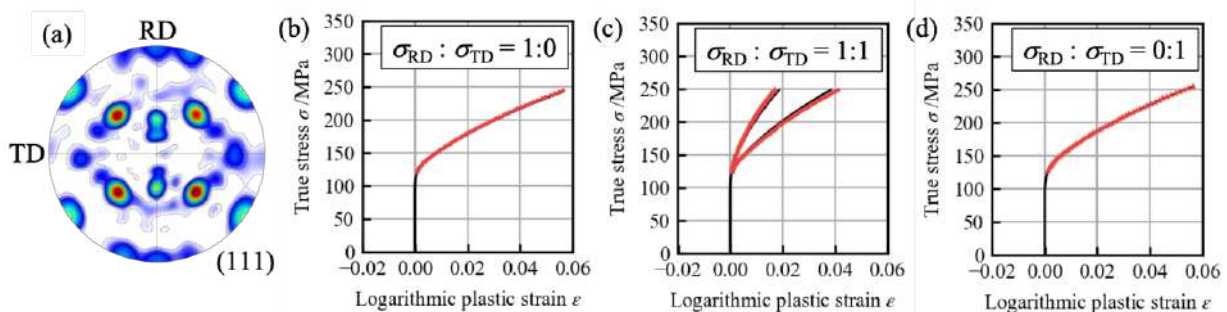 (a)
RD
TD
(111)
(b)
σRD : σTD = 1:0
True stress σ /MPa
350
300
250
200
150
100
50
0
−0.02 0.00 0.02 0.04 0.06
Logarithmic plastic strain ε
(c)
σRD : σTD = 1:1
True stress σ /MPa
350
300
250
200
150
100
50
0
−0.02 0.00 0.02 0.04 0.06
Logarithmic plastic strain ε
(d)
σRD : σTD = 0:1
True stress σ /MPa
350
300
250
200
150
100
50
0
−0.02 0.00 0.02 0.04 0.06
Logarithmic plastic strain ε